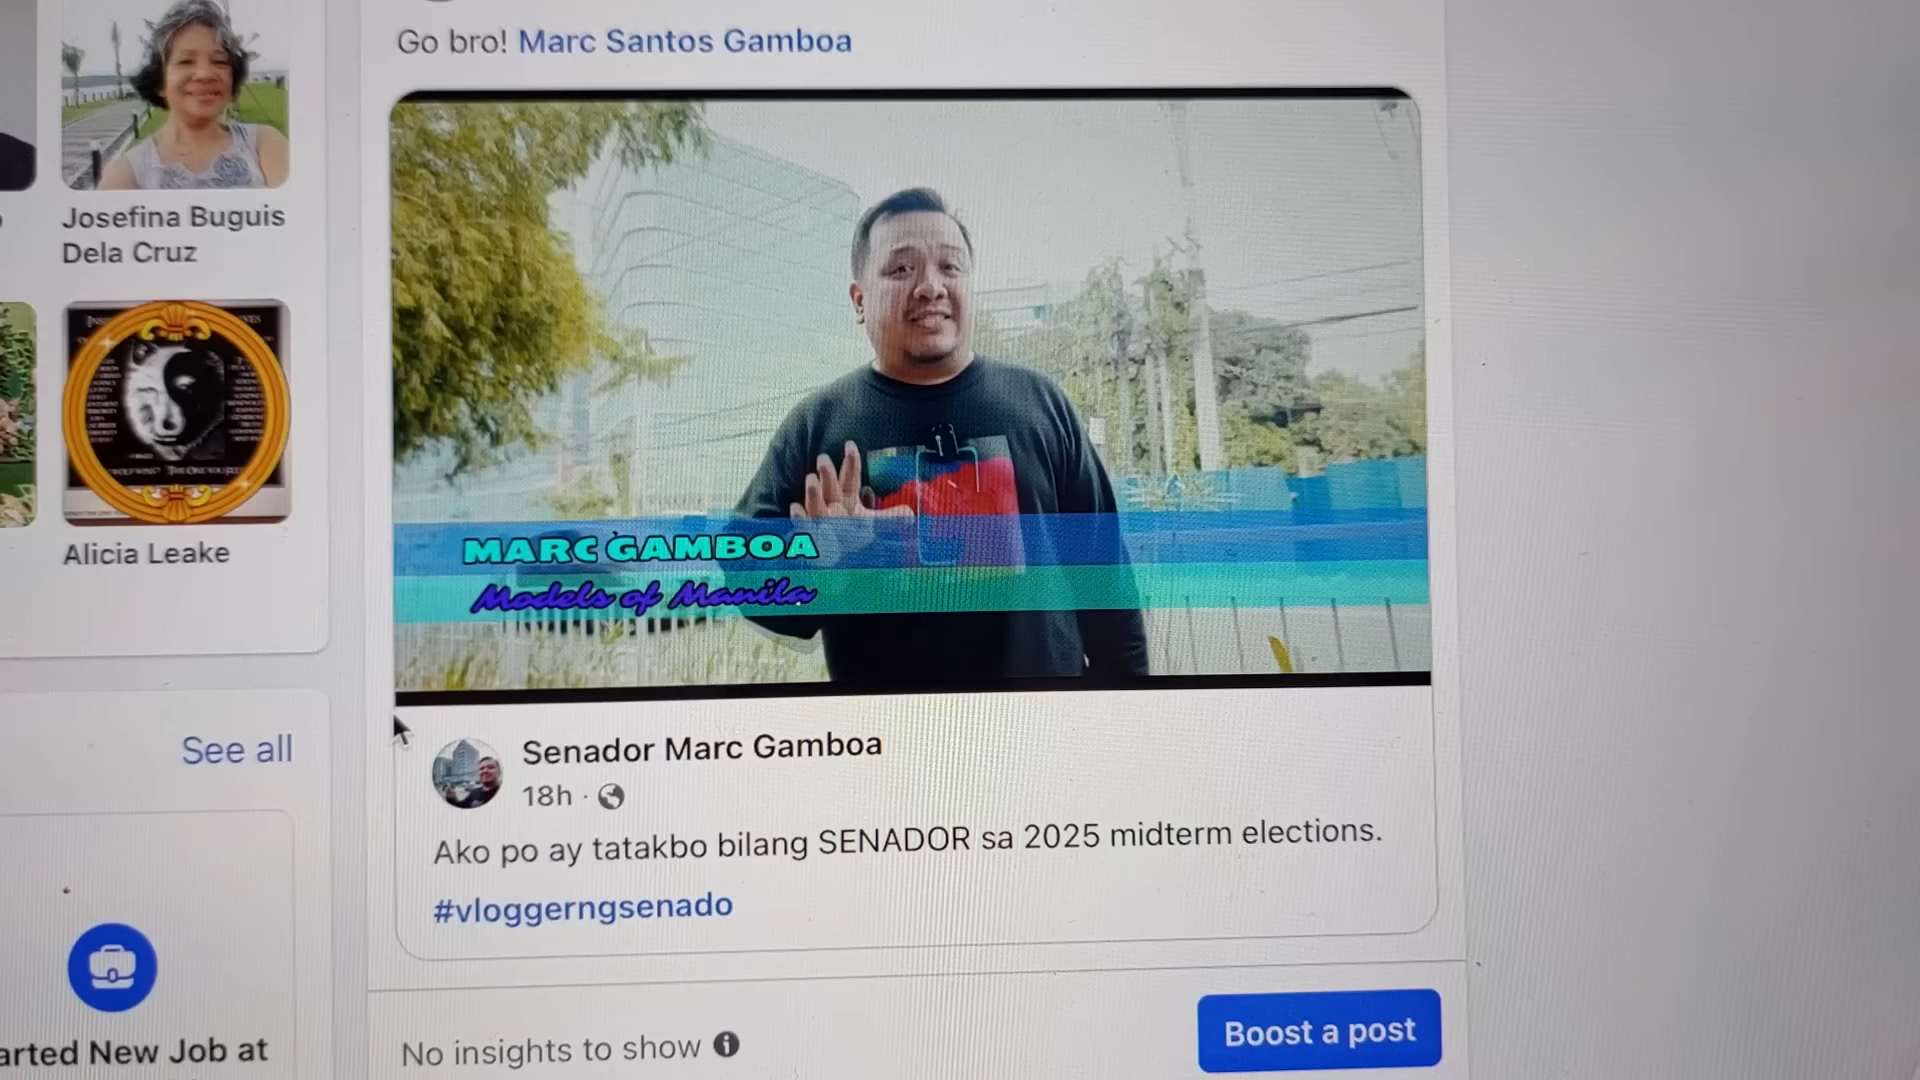 Go bro! Marc Santos Gamboa
Josefina Buguis
Dela Cruz
Alicia Leake
MARC GAMBOA
Models of Manila
See all
Senador Marc Gamboa
18h ·
Ako po ay tatakbo bilang SENADOR sa 2025 midterm elections.
#vloggerngsenado
arted New Job at
No insights to show
Boost a post